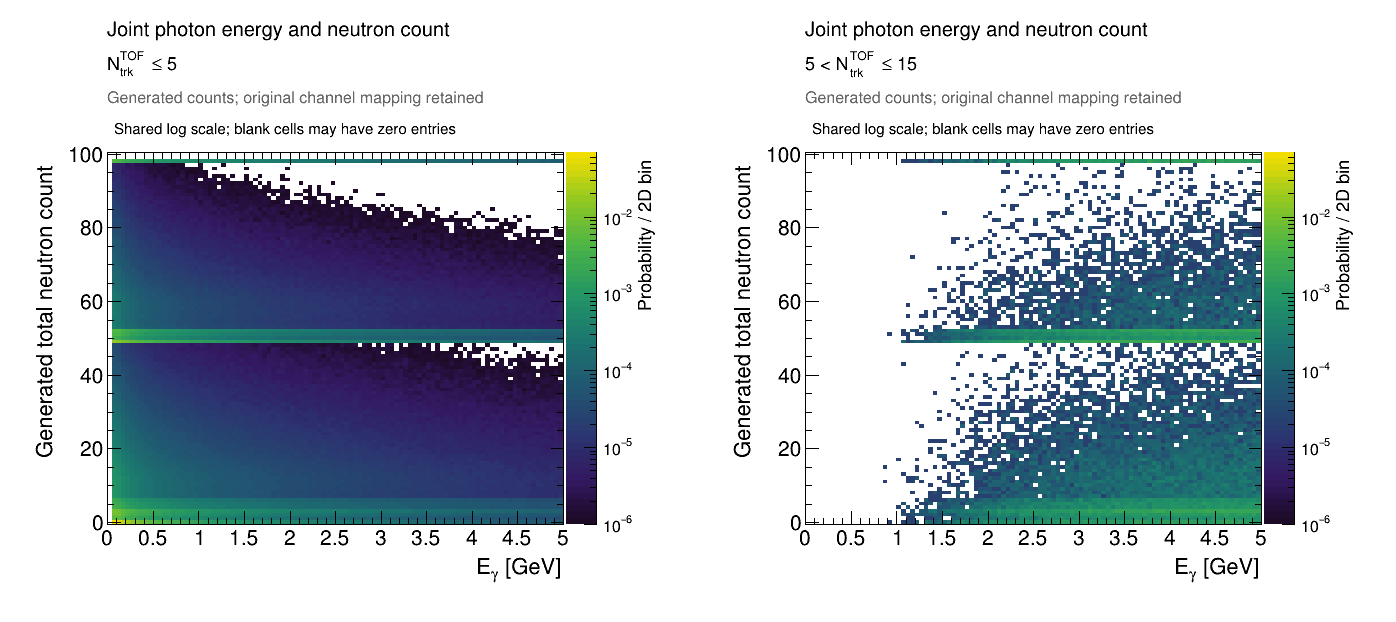 Joint photon energy and neutron count
N_trk^TOF ≤ 5
Generated counts; original channel mapping retained
Shared log scale; blank cells may have zero entries
Generated total neutron count
100
80
60
40
20
0
0 0.5 1 1.5 2 2.5 3 3.5 4 4.5 5
E_γ [GeV]
10^−2
10^−3
10^−4
10^−5
10^−6
Probability / 2D bin
Joint photon energy and neutron count
5 < N_trk^TOF ≤ 15
Generated counts; original channel mapping retained
Shared log scale; blank cells may have zero entries
Generated total neutron count
100
80
60
40
20
0
0 0.5 1 1.5 2 2.5 3 3.5 4 4.5 5
E_γ [GeV]
10^−2
10^−3
10^−4
10^−5
10^−6
Probability / 2D bin